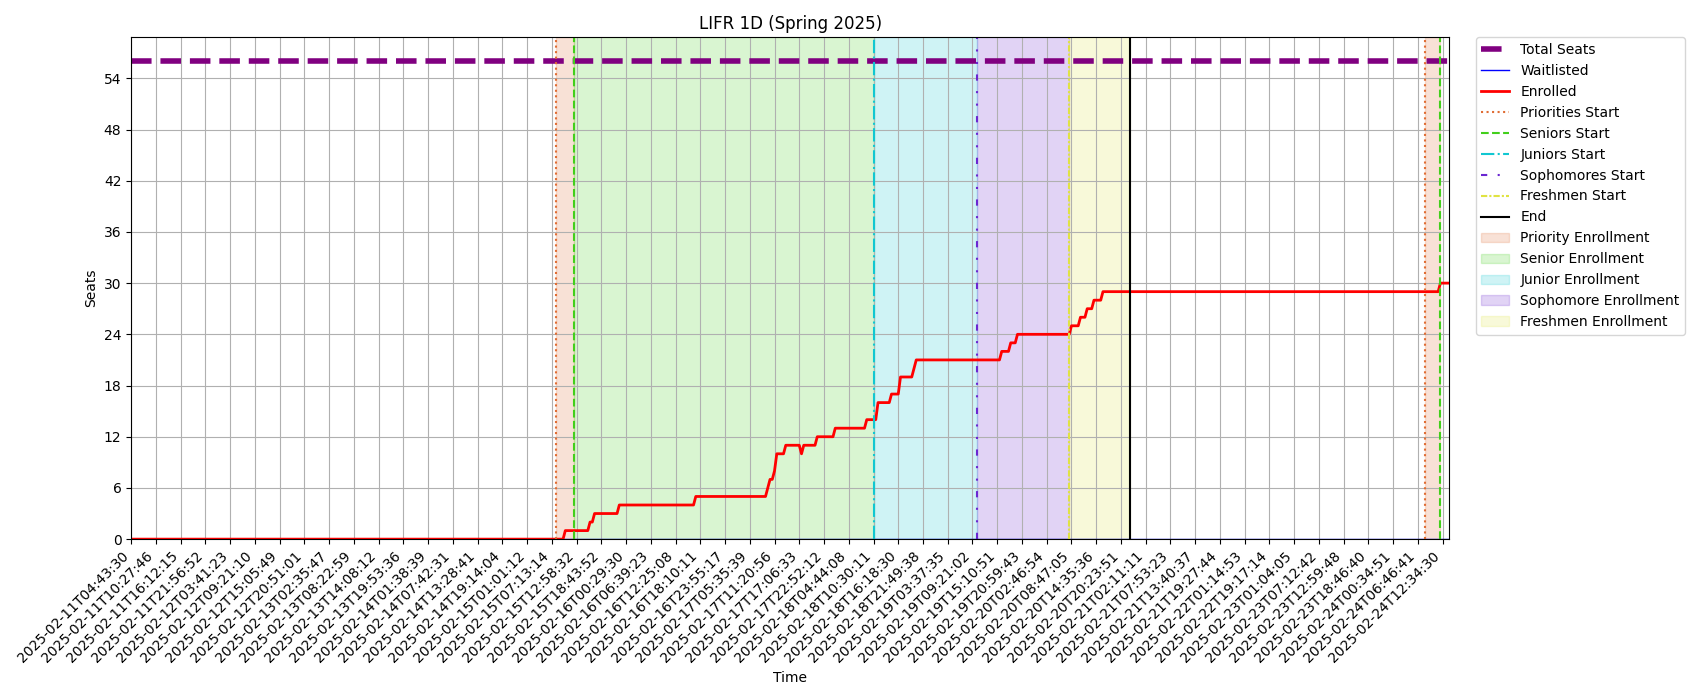 LIFR 1D (Spring 2025)
Total Seats
Waitlisted
Enrolled
Priorities Start
Seniors Start
Juniors Start
Sophomores Start
Freshmen Start
End
Priority Enrollment
Senior Enrollment
Junior Enrollment
Sophomore Enrollment
Freshmen Enrollment
Seats
54
48
42
36
30
24
18
12
6
0
2025-02-11T04:43:30
2025-02-11T10:27:46
2025-02-11T16:12:15
2025-02-11T21:56:52
2025-02-12T03:41:23
2025-02-12T09:21:10
2025-02-12T15:05:49
2025-02-12T20:51:01
2025-02-13T02:35:47
2025-02-13T08:22:59
2025-02-13T14:08:12
2025-02-13T19:53:36
2025-02-14T01:38:39
2025-02-14T07:42:31
2025-02-14T13:28:41
2025-02-14T19:14:04
2025-02-15T01:01:12
2025-02-15T07:13:14
2025-02-15T12:58:32
2025-02-15T18:43:52
2025-02-16T00:29:30
2025-02-16T06:39:23
2025-02-16T12:25:08
2025-02-16T18:10:11
2025-02-16T23:55:17
2025-02-17T05:35:39
2025-02-17T11:20:56
2025-02-17T17:06:33
2025-02-17T22:52:12
2025-02-18T04:44:08
2025-02-18T10:30:11
2025-02-18T16:18:30
2025-02-18T21:49:38
2025-02-19T03:37:35
2025-02-19T09:21:02
2025-02-19T15:10:51
2025-02-19T20:59:43
2025-02-20T02:46:54
2025-02-20T08:47:05
2025-02-20T14:35:36
2025-02-20T20:23:51
2025-02-21T02:11:11
2025-02-21T07:53:23
2025-02-21T13:40:37
2025-02-21T19:27:44
2025-02-22T01:14:53
2025-02-22T19:17:14
2025-02-23T01:04:05
2025-02-23T07:12:42
2025-02-23T12:59:48
2025-02-23T18:46:40
2025-02-24T00:34:51
2025-02-24T06:46:41
2025-02-24T12:34:30
Time